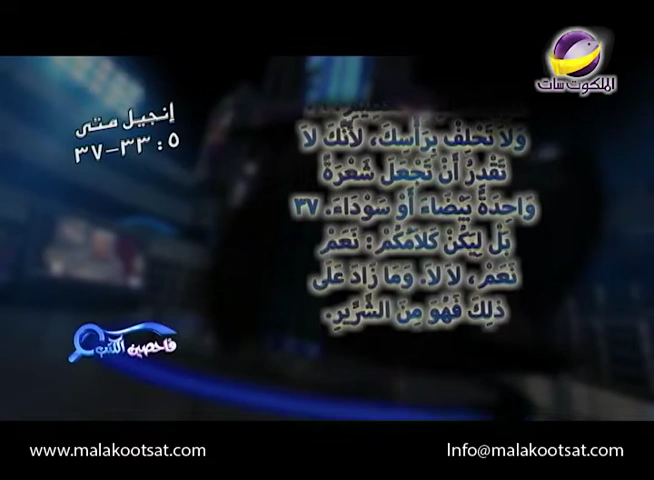 الملكوت سات
إنجيل متى
٥ : ٣٣-٣٧
وَلاَ تَحْلِفْ بِرَأْسِكَ، لأَنَّكَ لاَ
تَقْدِرُ أَنْ تَجْعَلَ شَعْرَةً
وَاحِدَةً بَيْضَاءَ أَوْ سَوْدَاءَ. ٣٧
بَلْ لِيَكُنْ كَلاَمُكُمْ: نَعَمْ
نَعَمْ، لاَ لاَ. وَمَا زَادَ عَلَى
ذلِكَ فَهُوَ مِنَ الشِّرِّيرِ.
فاحصين الكتب
www.malakootsat.com
Info@malakootsat.com